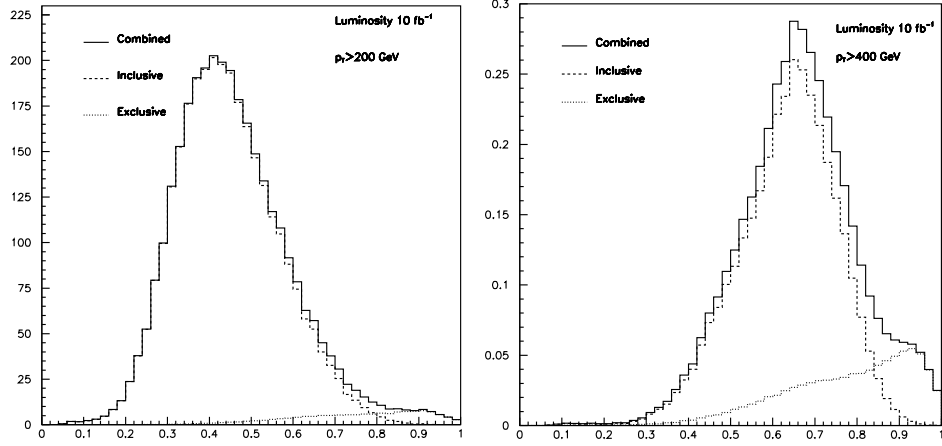 225
200
175
150
125
100
75
50
25
0
Luminosity 10 fb⁻¹
Combined
pT>200 GeV
Inclusive
Exclusive
0 0.1 0.2 0.3 0.4 0.5 0.6 0.7 0.8 0.9 1
0.3
0.25
0.2
0.15
0.1
0.05
0
Luminosity 10 fb⁻¹
Combined
pT>400 GeV
Inclusive
Exclusive
0 0.1 0.2 0.3 0.4 0.5 0.6 0.7 0.8 0.9 1